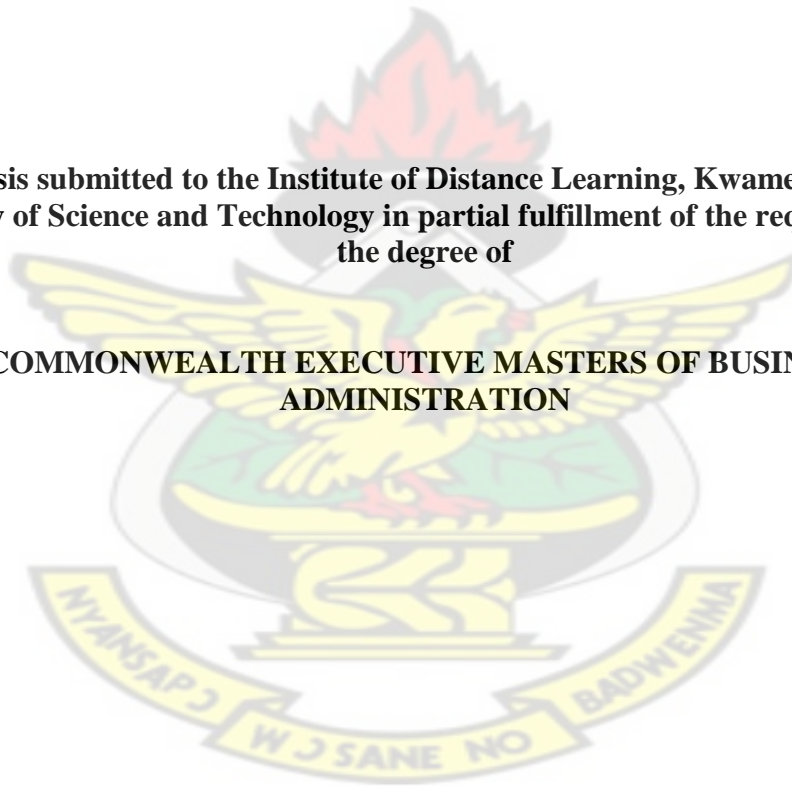 sis submitted to the Institute of Distance Learning, Kwame
y of Science and Technology in partial fulfillment of the req
the degree of
COMMONWEALTH EXECUTIVE MASTERS OF BUSIN
ADMINISTRATION
NYANSAPƆ
WƆSANE NO
BADWENMA